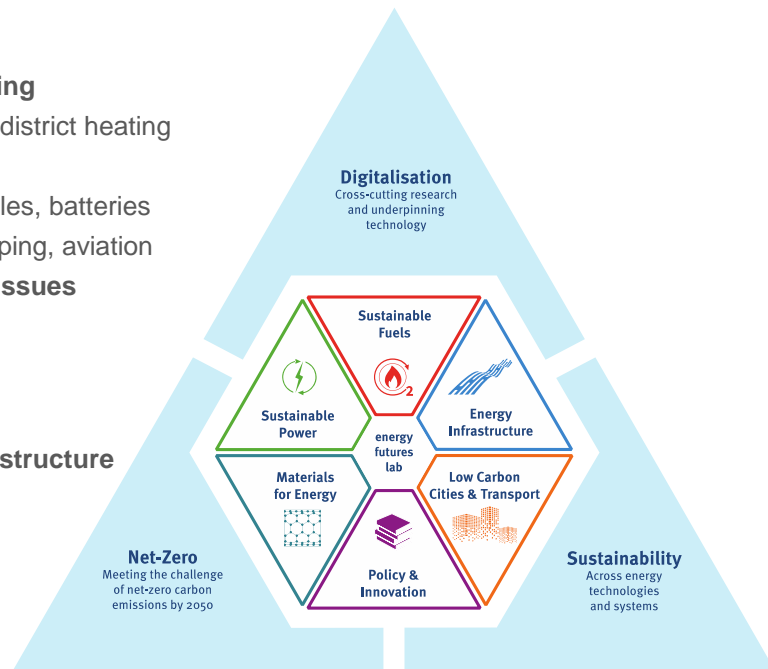 ing
district heating
les, batteries
ping, aviation
ssues
structure
Digitalisation
Cross-cutting research
and underpinning
technology
Sustainable
Fuels
2
Sustainable
Power
Energy
Infrastructure
energy
futures
lab
Materials
for Energy
Low Carbon
Cities & Transport
Policy &
Innovation
Net-Zero
Meeting the challenge
of net-zero carbon
emissions by 2050
Sustainability
Across energy
technologies
and systems